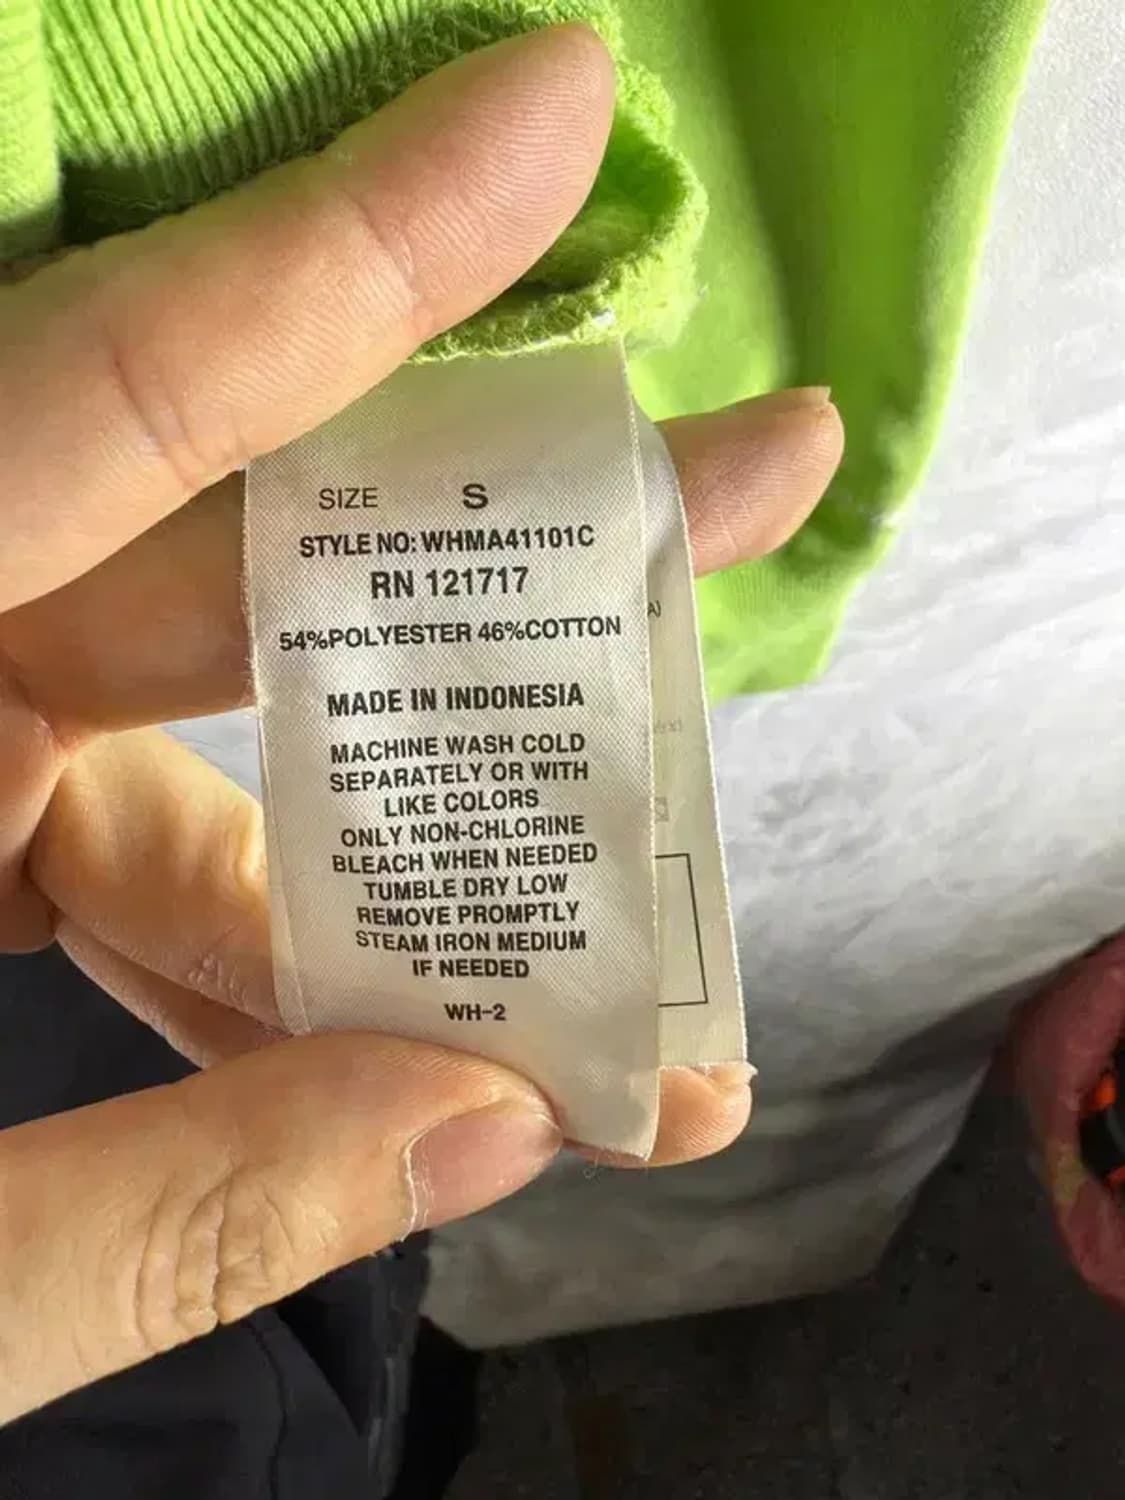 SIZE S
STYLE NO: WHMA41101C
RN 121717
54%POLYESTER 46%COTTON
MADE IN INDONESIA
MACHINE WASH COLD
SEPARATELY OR WITH
LIKE COLORS
ONLY NON-CHLORINE
BLEACH WHEN NEEDED
TUMBLE DRY LOW
REMOVE PROMPTLY
STEAM IRON MEDIUM
IF NEEDED
WH-2
A)